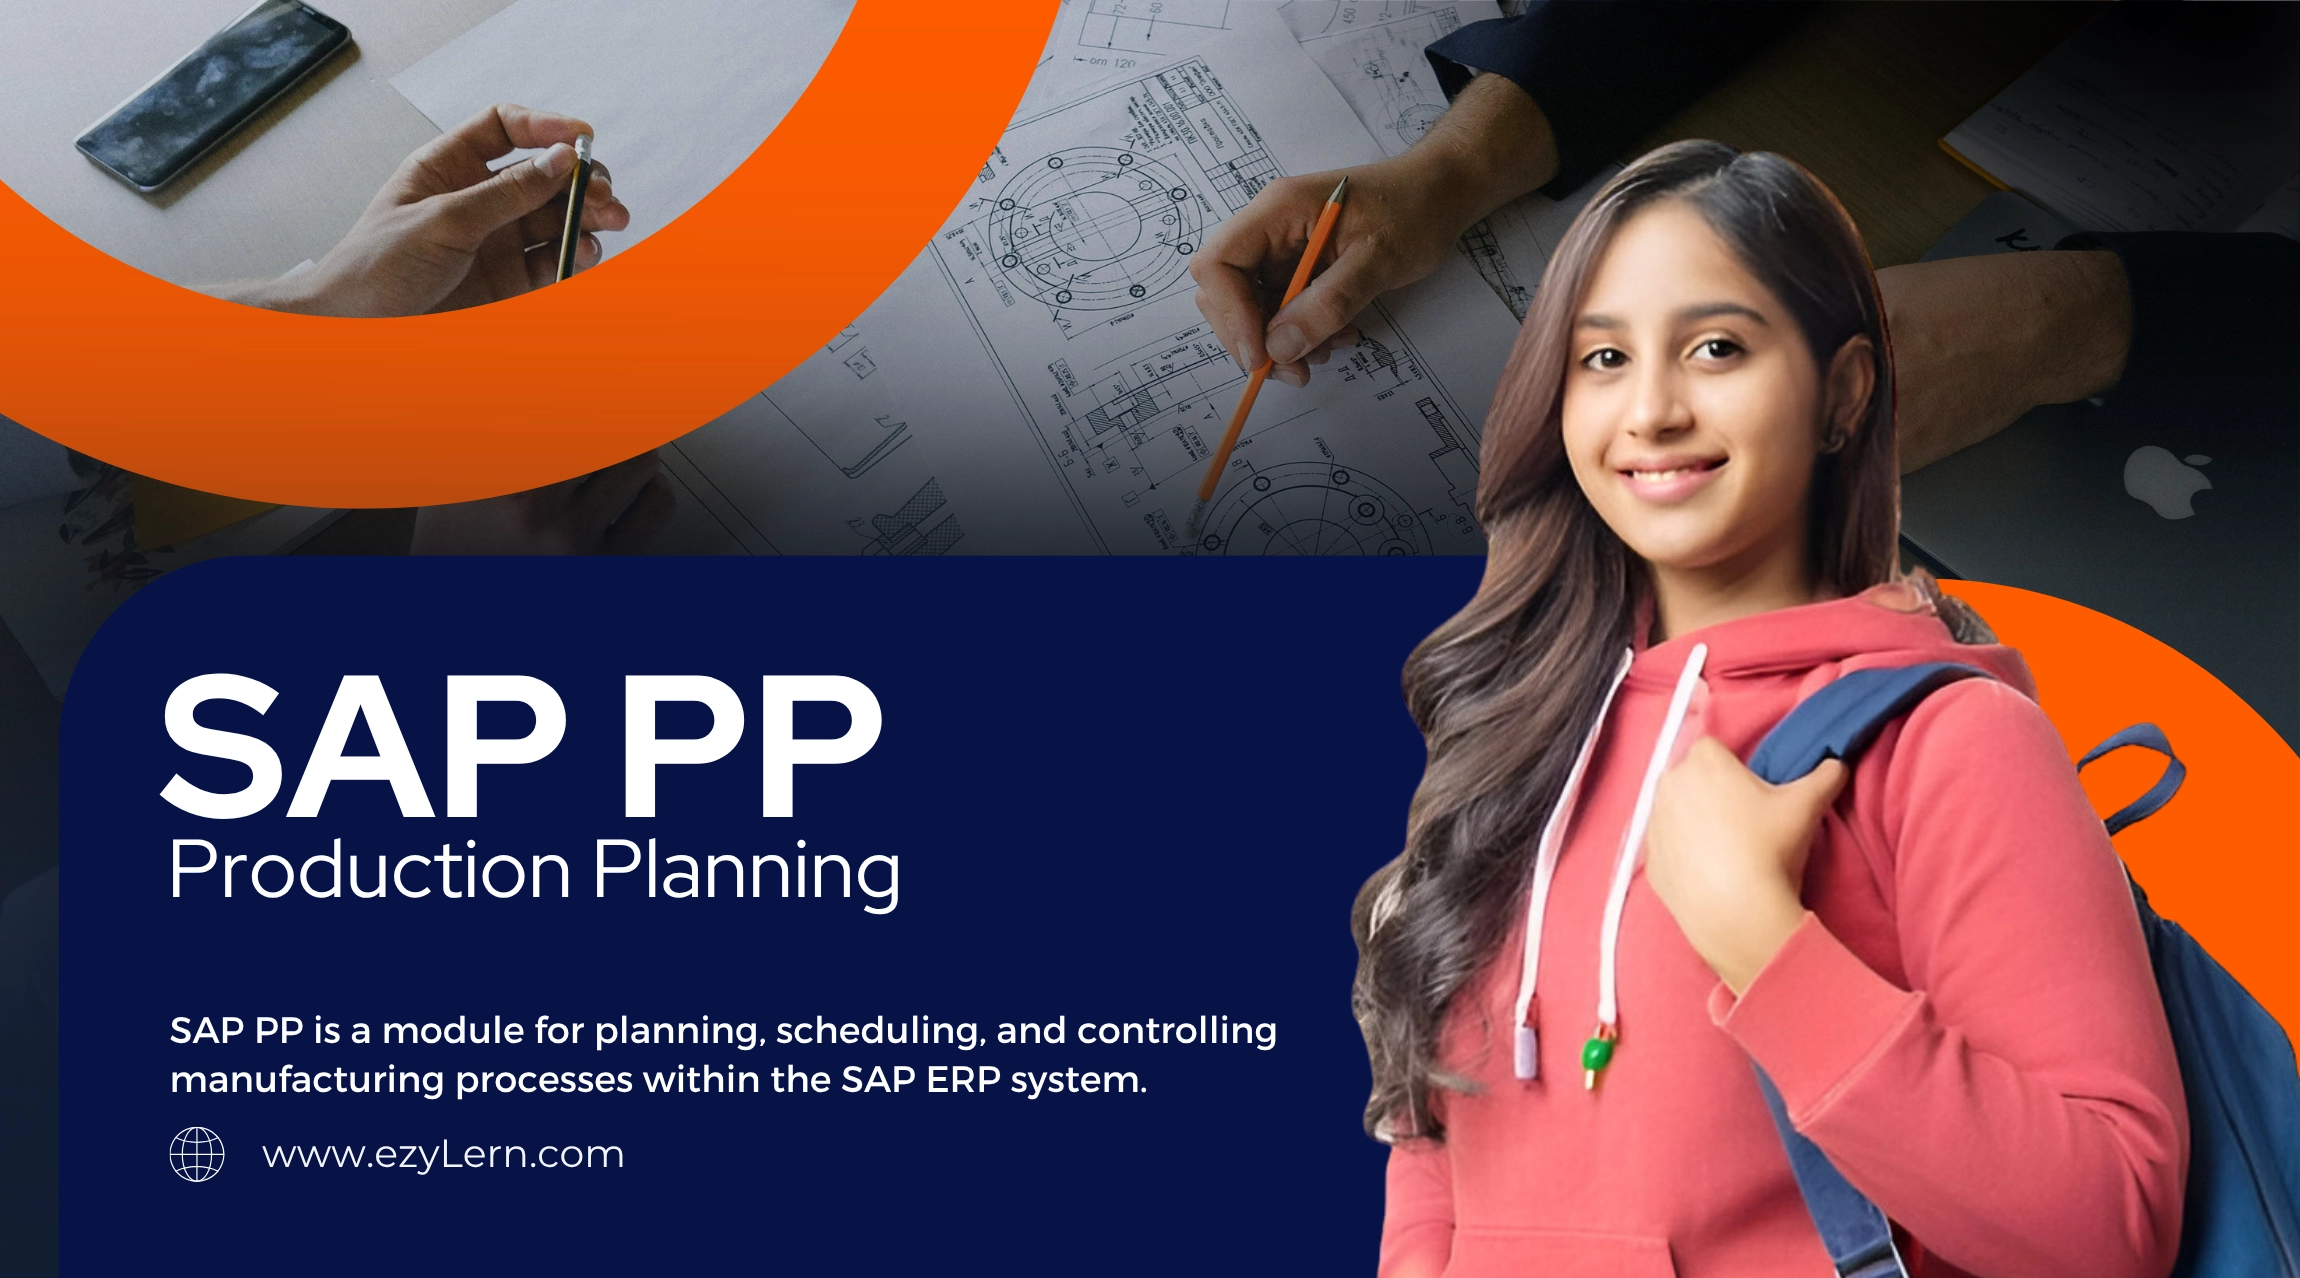 SAP PP
Production Planning
SAP PP is a module for planning, scheduling, and controlling
manufacturing processes within the SAP ERP system.
www.ezyLern.com